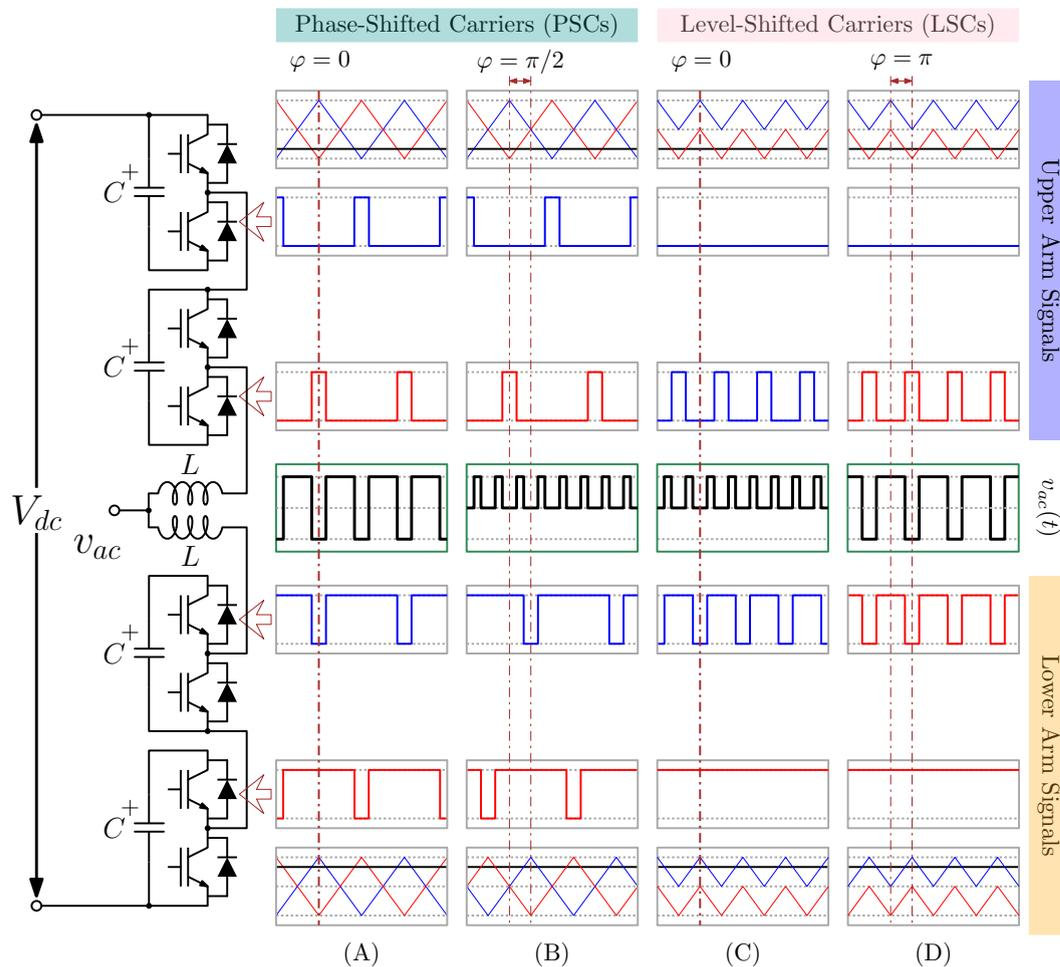 Phase-Shifted Carriers (PSCs)
Level-Shifted Carriers (LSCs)
φ = 0
φ = π/2
φ = 0
φ = π
C +
C +
L
V_dc
v_ac
L
C +
C +
Upper Arm Signals
v_ac(t)
Lower Arm Signals
(A)
(B)
(C)
(D)